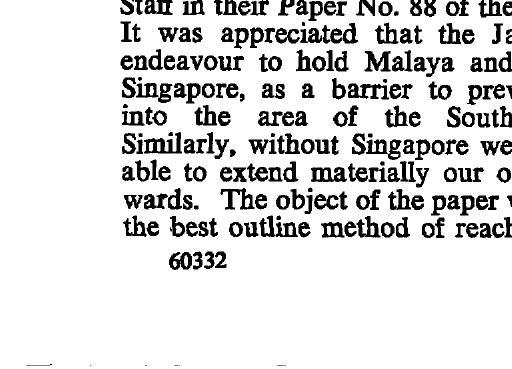 Staff in their Paper No. 88 of the
It was appreciated that the Ja
endeavour to hold Malaya and
Singapore, as a barrier to prev
into the area of the South
Similarly, without Singapore we
able to extend materially our o
wards. The object of the paper
the best outline method of reach
60332